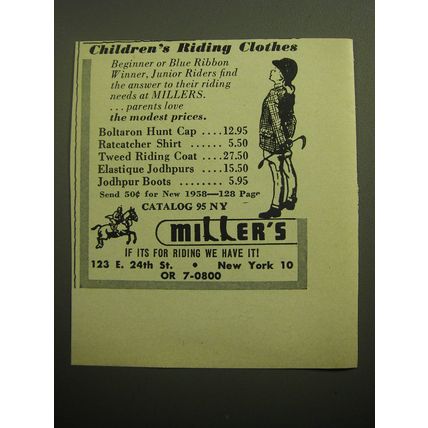 Children's Riding Clothes
Beginner or Blue Ribbon
Winner, Junior Riders find
the answer to their riding
needs at MILLERS.
... parents love
the modest prices.
Boltaron Hunt Cap ....12.95
Ratcatcher Shirt ...... 5.50
Tweed Riding Coat ....27.50
Elastique Jodhpurs ....15.50
Jodhpur Boots ........ 5.95
Send 50¢ for New 1958—128 Page
CATALOG 95 NY
MILLER'S
IF ITS FOR RIDING WE HAVE IT!
123 E. 24th St. • New York 10
OR 7-0800